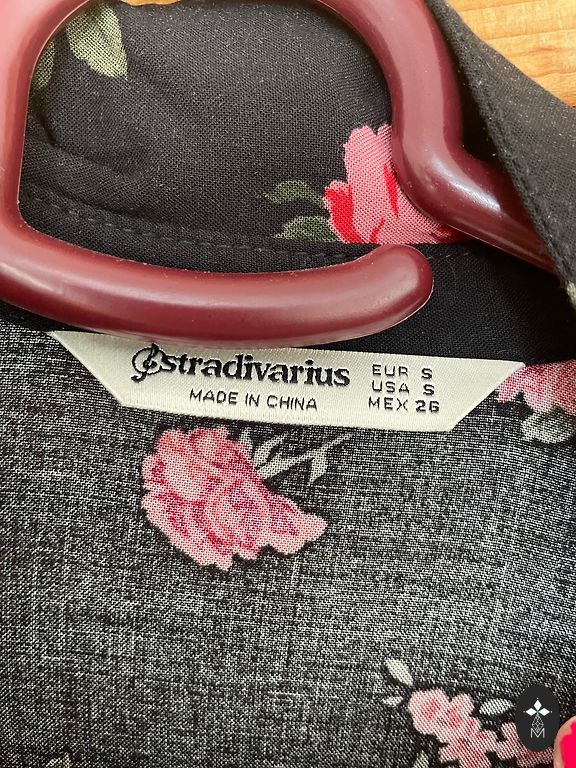 stradivarius
MADE IN CHINA
EUR S
USA S
MEX 26
M